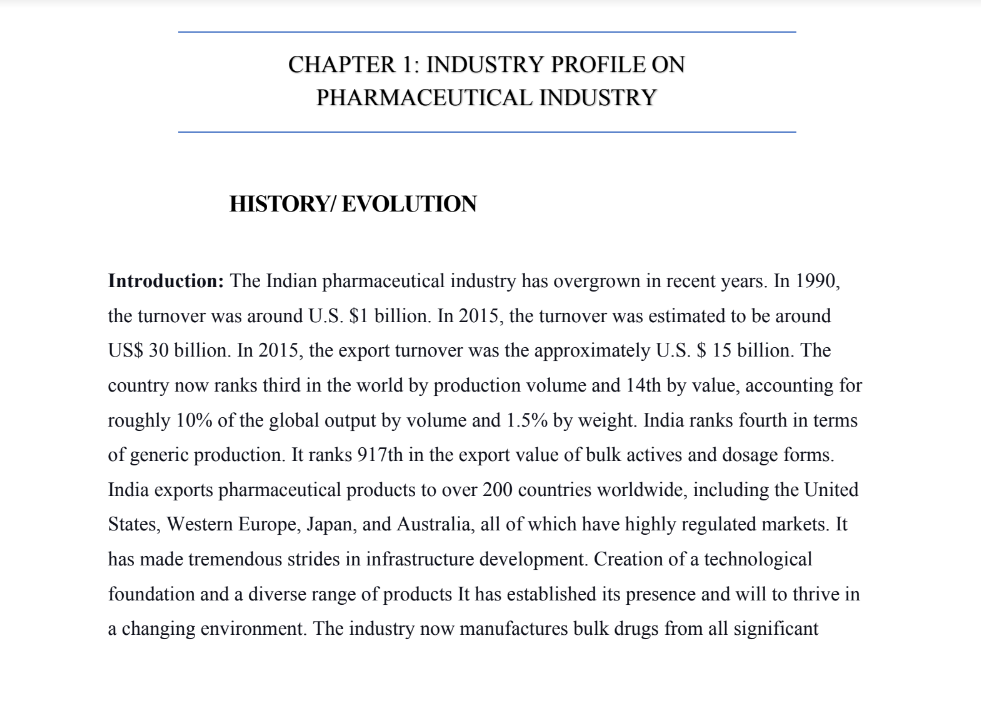 CHAPTER 1: INDUSTRY PROFILE ON
PHARMACEUTICAL INDUSTRY
HISTORY/ EVOLUTION
Introduction: The Indian pharmaceutical industry has overgrown in recent years. In 1990,
the turnover was around U.S. $1 billion. In 2015, the turnover was estimated to be around
US$ 30 billion. In 2015, the export turnover was the approximately U.S. $ 15 billion. The
country now ranks third in the world by production volume and 14th by value, accounting for
roughly 10% of the global output by volume and 1.5% by weight. India ranks fourth in terms
of generic production. It ranks 917th in the export value of bulk actives and dosage forms.
India exports pharmaceutical products to over 200 countries worldwide, including the United
States, Western Europe, Japan, and Australia, all of which have highly regulated markets. It
has made tremendous strides in infrastructure development. Creation of a technological
foundation and a diverse range of products It has established its presence and will to thrive in
a changing environment. The industry now manufactures bulk drugs from all significant